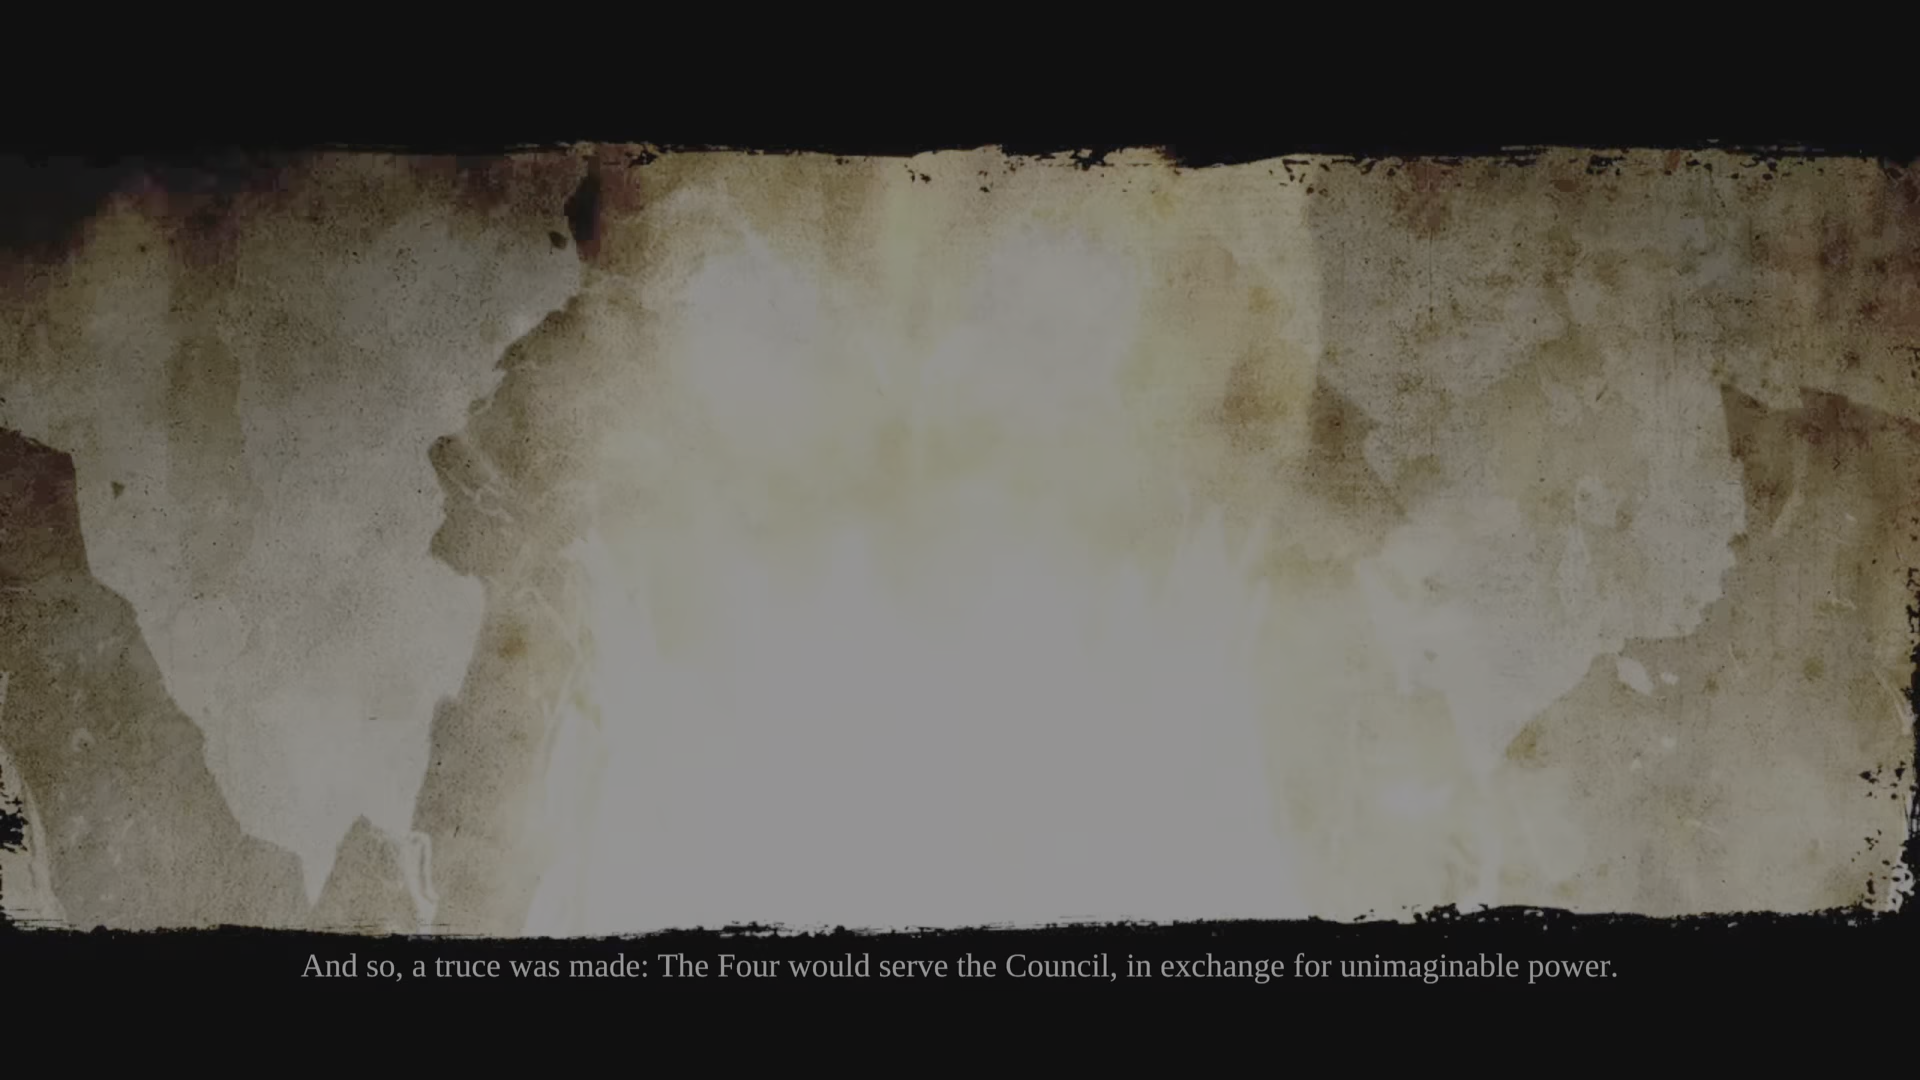 And so, a truce was made: The Four would serve the Council, in exchange for unimaginable power.